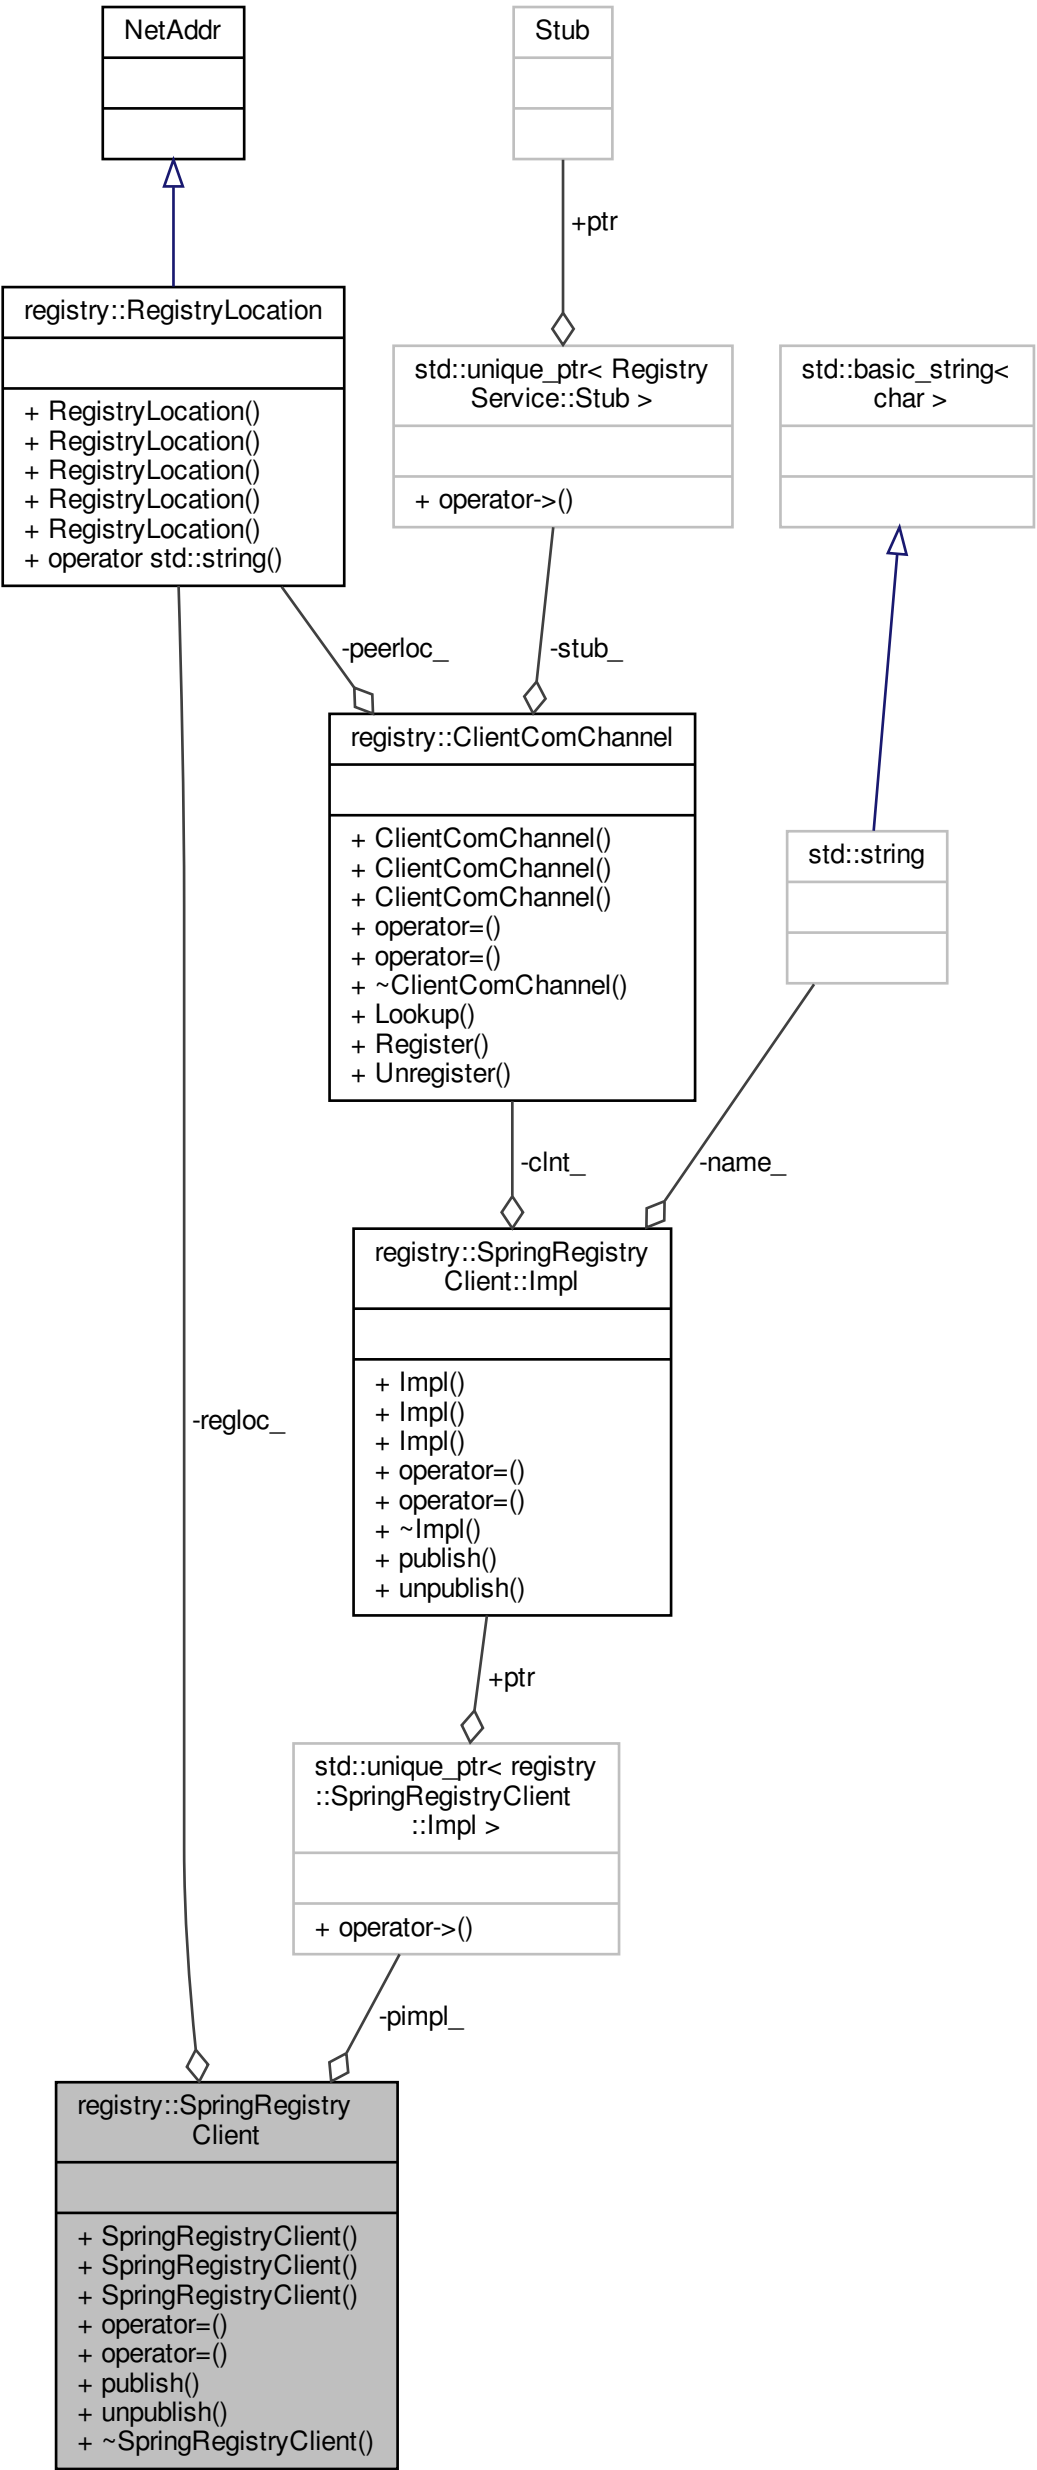 NetAddr
Stub
+ptr
registry::RegistryLocation
+ RegistryLocation()
+ RegistryLocation()
+ RegistryLocation()
+ RegistryLocation()
+ RegistryLocation()
+ operator std::string()
std::unique_ptr< Registry
Service::Stub >
+ operator->()
std::basic_string<
char >
-peerloc_
-stub_
registry::ClientComChannel
+ ClientComChannel()
+ ClientComChannel()
+ ClientComChannel()
+ operator=()
+ operator=()
+ ~ClientComChannel()
+ Lookup()
+ Register()
+ Unregister()
std::string
-clnt_
-name_
registry::SpringRegistry
Client::Impl
+ Impl()
+ Impl()
+ Impl()
+ operator=()
+ operator=()
+ ~Impl()
+ publish()
+ unpublish()
-regloc_
+ptr
std::unique_ptr< registry
::SpringRegistryClient
::Impl >
+ operator->()
-pimpl_
registry::SpringRegistry
Client
+ SpringRegistryClient()
+ SpringRegistryClient()
+ SpringRegistryClient()
+ operator=()
+ operator=()
+ publish()
+ unpublish()
+ ~SpringRegistryClient()